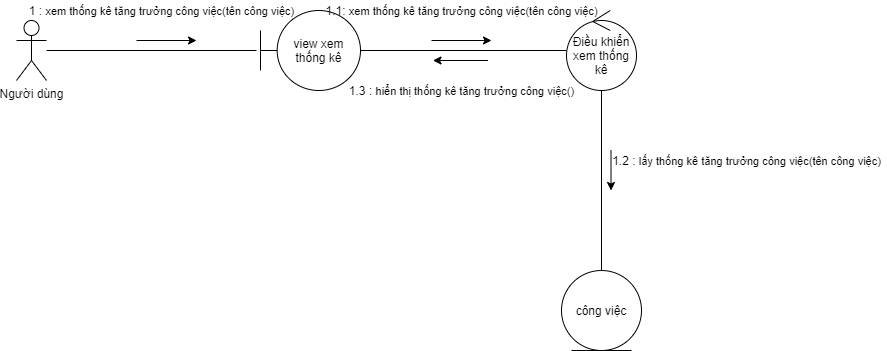 1 : xem thống kê tăng trưởng công việc(tên công việc)
1.1: xem thống kê tăng trưởng công việc(tên công việc)
view xem
thống kê
Điều khiển
xem thống
kê
Người dùng
1.3 : hiển thị thống kê tăng trưởng công việc()
1.2 : lấy thống kê tăng trưởng công việc(tên công việc)
công việc